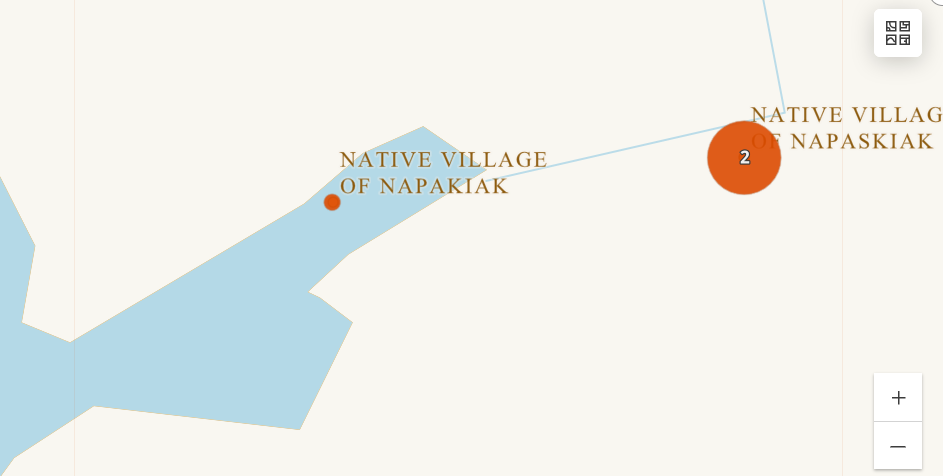 NATIVE VILLAG
OF NAPASKIAK
2
NATIVE VILLAGE
OF NAPAKIAK